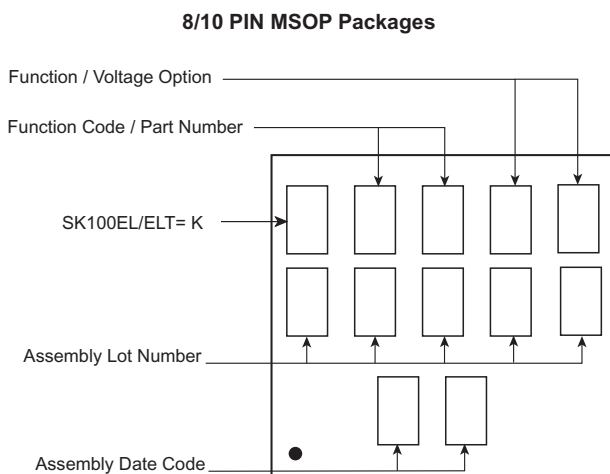 8/10 PIN MSOP Packages
Function / Voltage Option
Function Code / Part Number
SK100EL/ELT= K
Assembly Lot Number
Assembly Date Code